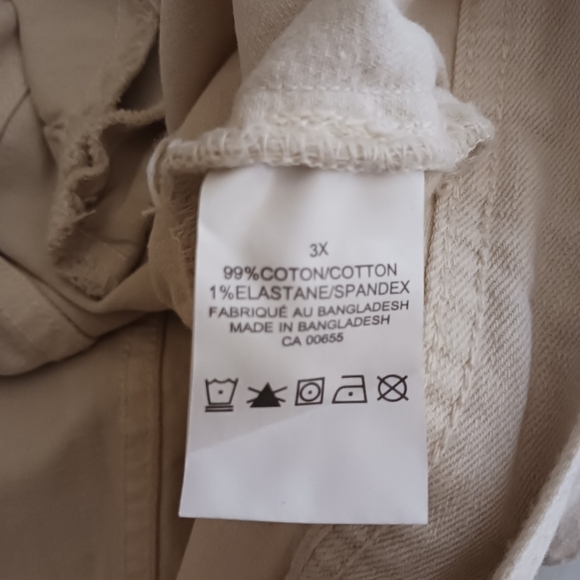 3X
99%COTON/COTTON
1%ELASTANE/SPANDEX
FABRIQUÉ AU BANGLADESH
MADE IN BANGLADESH
CA 00655